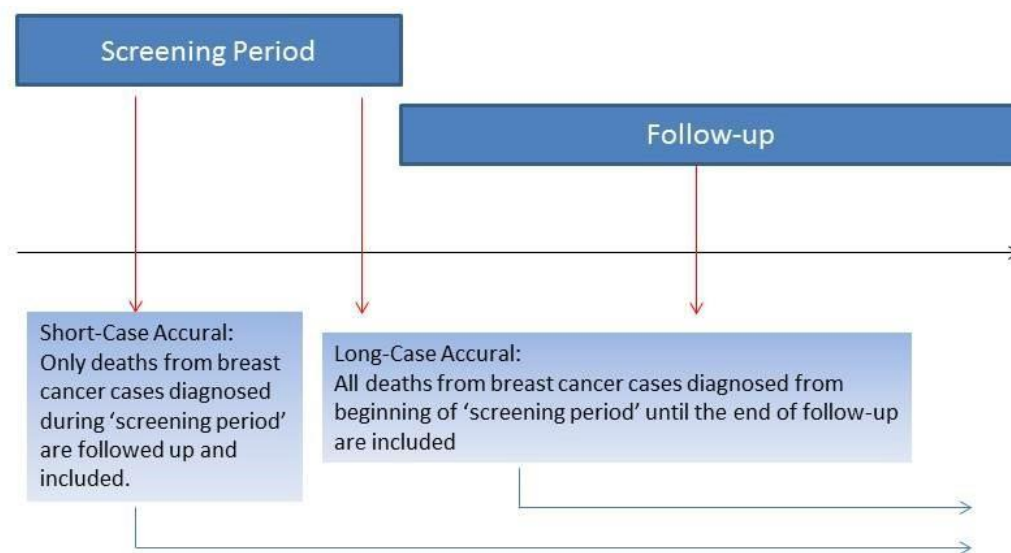 Screening Period
Follow-up
Short-Case Accural:
Only deaths from breast
cancer cases diagnosed
during ‘screening period’
are followed up and
included.
Long-Case Accural:
All deaths from breast cancer cases diagnosed from
beginning of ‘screening period’ until the end of follow-up
are included